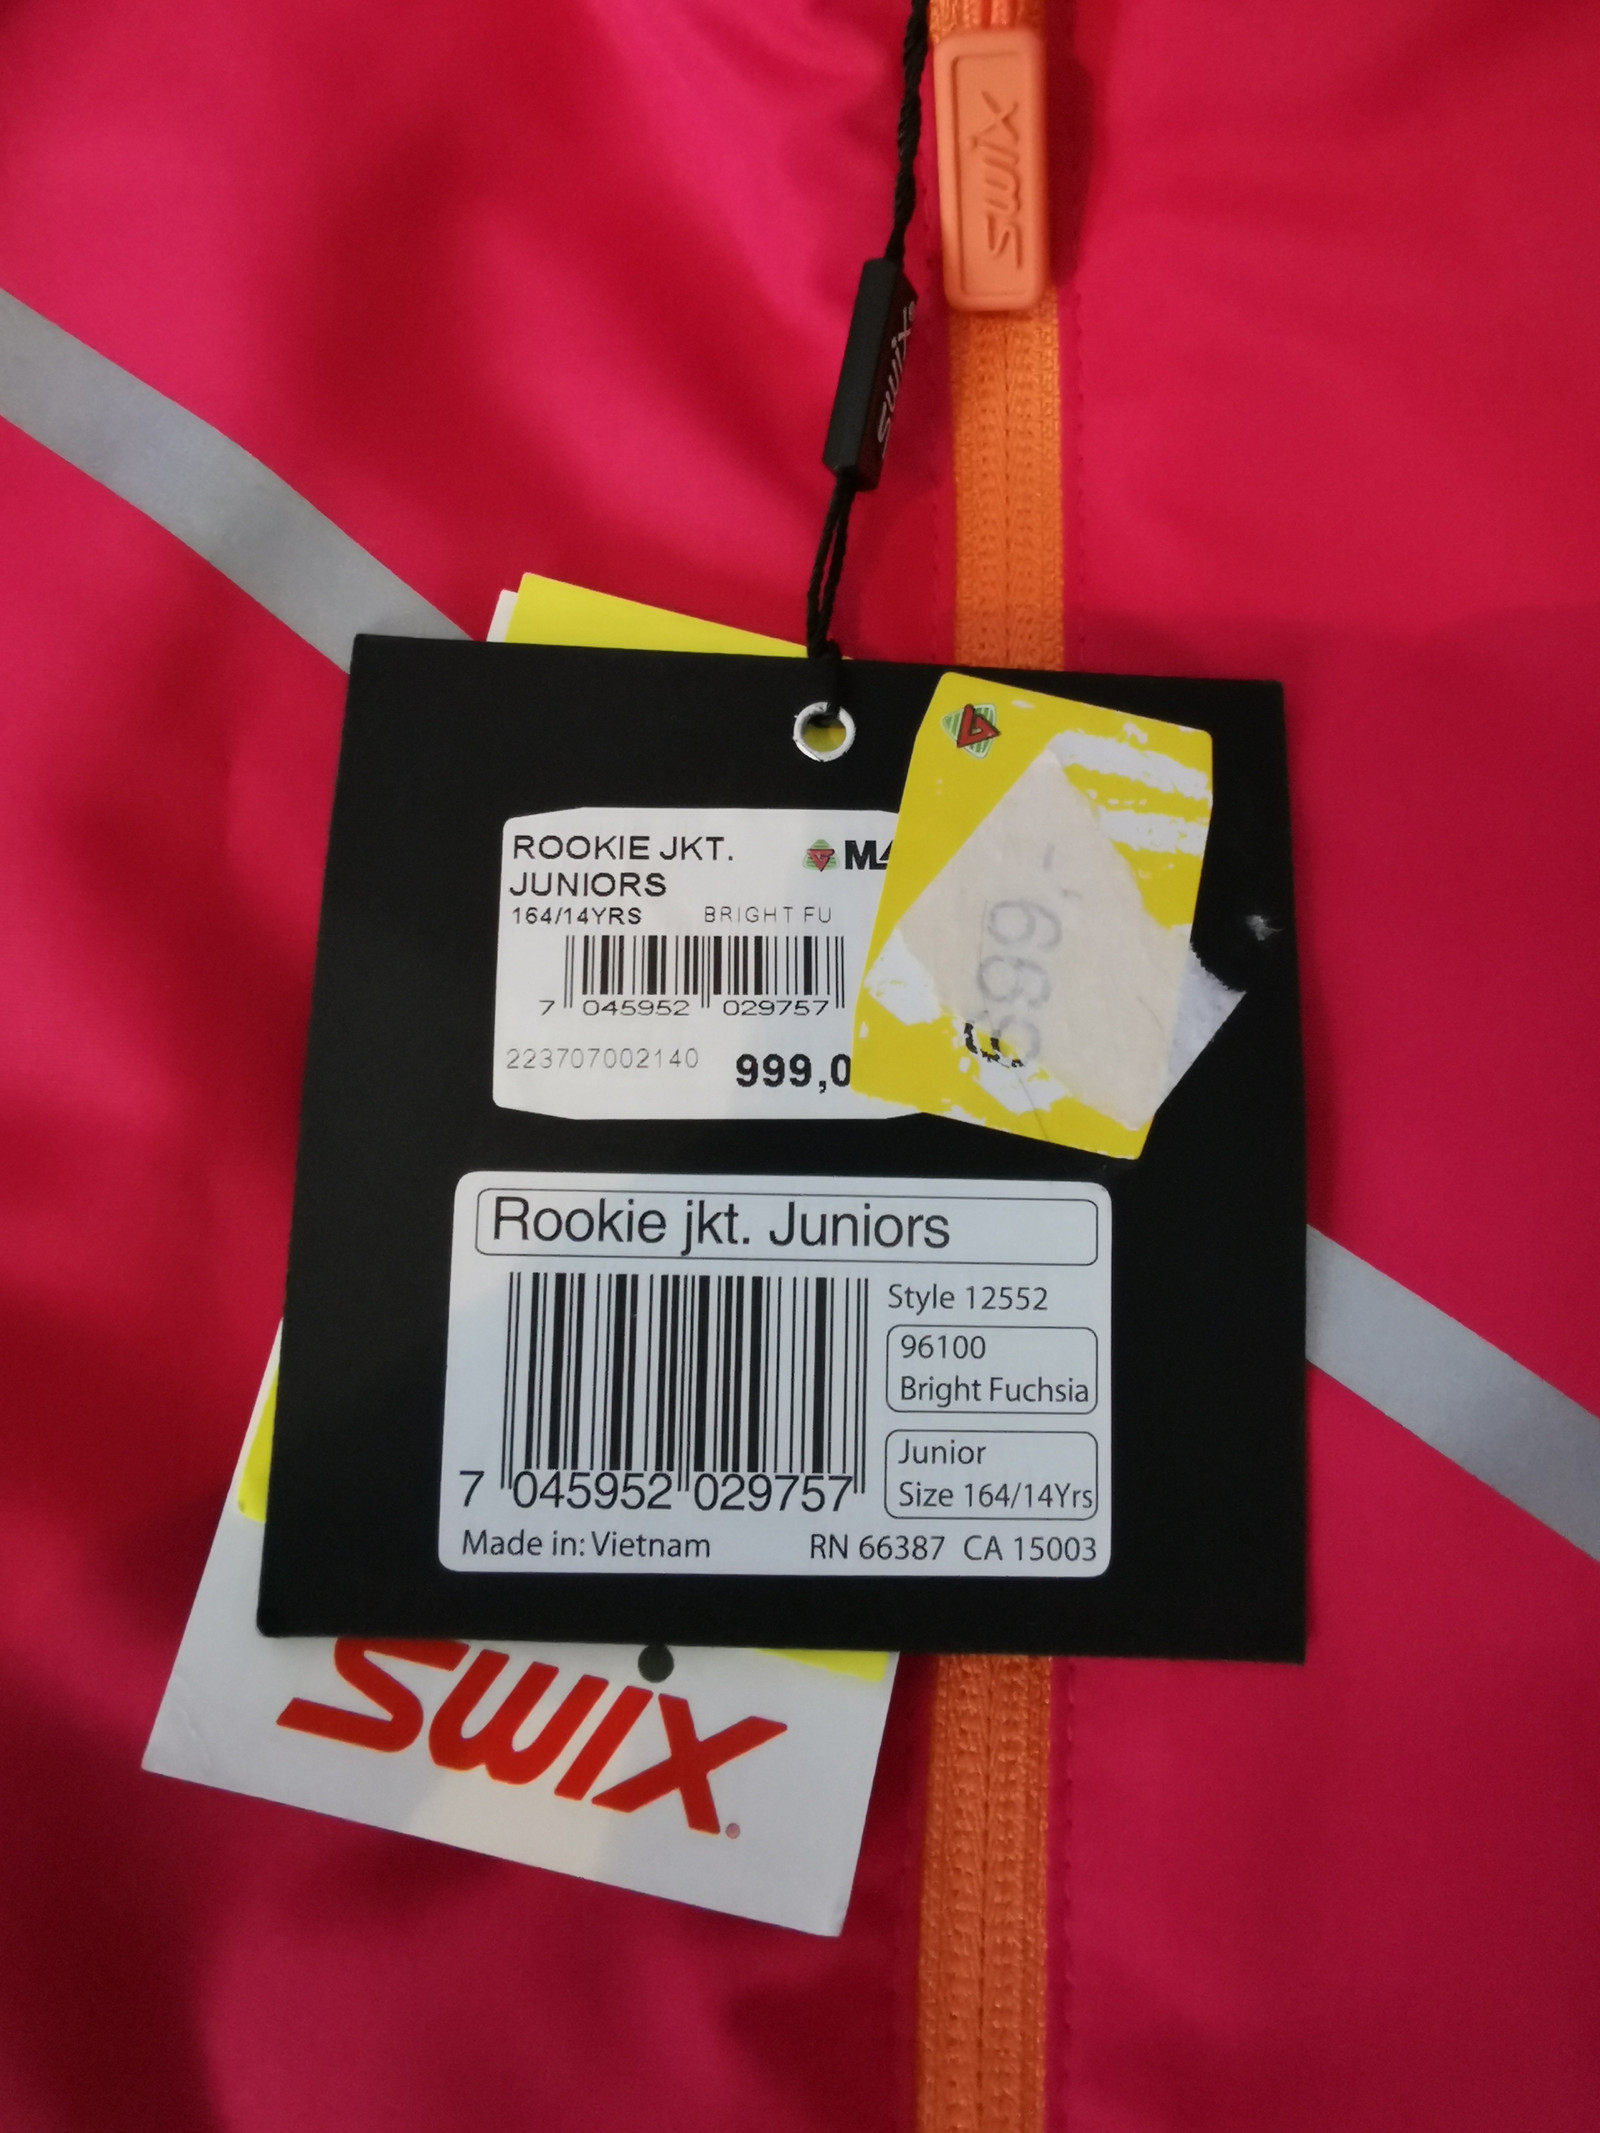 swix
swix
ROOKIE JKT.
JUNIORS
164/14YRS BRIGHT FU
7 045952 029757
223707002140
999,0
Rookie jkt. Juniors
Style 12552
96100
Bright Fuchsia
Junior
Size 164/14Yrs
7 045952 029757
Made in: Vietnam RN 66387 CA 15003
swix